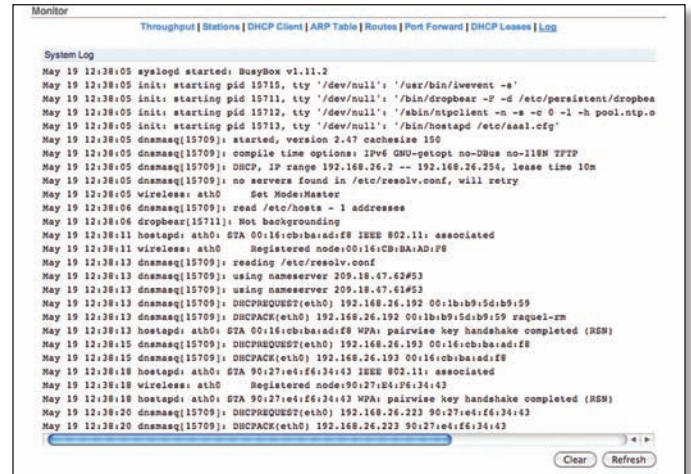 Monitor
Throughput | Stations | DHCP Client | ARP Table | Routes | Port Forward | DHCP Leases | Log
System Log
May 19 12:38:05 syslogd started: BusyBox v1.11.2
May 19 12:38:05 init: starting pid 15715, tty '/dev/null': '/usr/bin/iwevent -s'
May 19 12:38:05 init: starting pid 15711, tty '/dev/null': '/bin/dropbear -F -d /etc/persistent/dropbea
May 19 12:38:05 init: starting pid 15712, tty '/dev/null': '/sbin/ntpclient -n -s -c 0 -l -h pool.ntp.o
May 19 12:38:05 init: starting pid 15713, tty '/dev/null': '/bin/hostapd /etc/aaa1.cfg'
May 19 12:38:05 dnsmasq[15709]: started, version 2.47 cachesize 150
May 19 12:38:05 dnsmasq[15709]: compile time options: IPv6 GNU-getopt no-DBus no-I18N TFTP
May 19 12:38:05 dnsmasq[15709]: DHCP, IP range 192.168.26.2 -- 192.168.26.254, lease time 10m
May 19 12:38:05 dnsmasq[15709]: no servers found in /etc/resolv.conf, will retry
May 19 12:38:05 wireless: ath0 Set Mode:Master
May 19 12:38:06 dnsmasq[15709]: read /etc/hosts - 1 addresses
May 19 12:38:06 dropbear[15711]: Not backgrounding
May 19 12:38:11 hostapd: ath0: STA 00:16:cb:ba:ad:f8 IEEE 802.11: associated
May 19 12:38:11 wireless: ath0 Registered node:00:16:CB:BA:AD:F8
May 19 12:38:13 dnsmasq[15709]: reading /etc/resolv.conf
May 19 12:38:13 dnsmasq[15709]: using nameserver 209.18.47.62#53
May 19 12:38:13 dnsmasq[15709]: using nameserver 209.18.47.61#53
May 19 12:38:13 dnsmasq[15709]: DHCPREQUEST(eth0) 192.168.26.192 00:1b:b9:5d:b9:59
May 19 12:38:13 dnsmasq[15709]: DHCPACK(eth0) 192.168.26.192 00:1b:b9:5d:b9:59 raquel-rm
May 19 12:38:13 hostapd: ath0: STA 00:16:cb:ba:ad:f8 WPA: pairwise key handshake completed (RSN)
May 19 12:38:15 dnsmasq[15709]: DHCPREQUEST(eth0) 192.168.26.193 00:16:cb:ba:ad:f8
May 19 12:38:15 dnsmasq[15709]: DHCPACK(eth0) 192.168.26.193 00:16:cb:ba:ad:f8
May 19 12:38:18 hostapd: ath0: STA 90:27:e4:f6:34:43 IEEE 802.11: associated
May 19 12:38:18 wireless: ath0 Registered node:90:27:E4:F6:34:43
May 19 12:38:18 hostapd: ath0: STA 90:27:e4:f6:34:43 WPA: pairwise key handshake completed (RSN)
May 19 12:38:20 dnsmasq[15709]: DHCPREQUEST(eth0) 192.168.26.223 90:27:e4:f6:34:43
May 19 12:38:20 dnsmasq[15709]: DHCPACK(eth0) 192.168.26.223 90:27:e4:f6:34:43
Clear Refresh